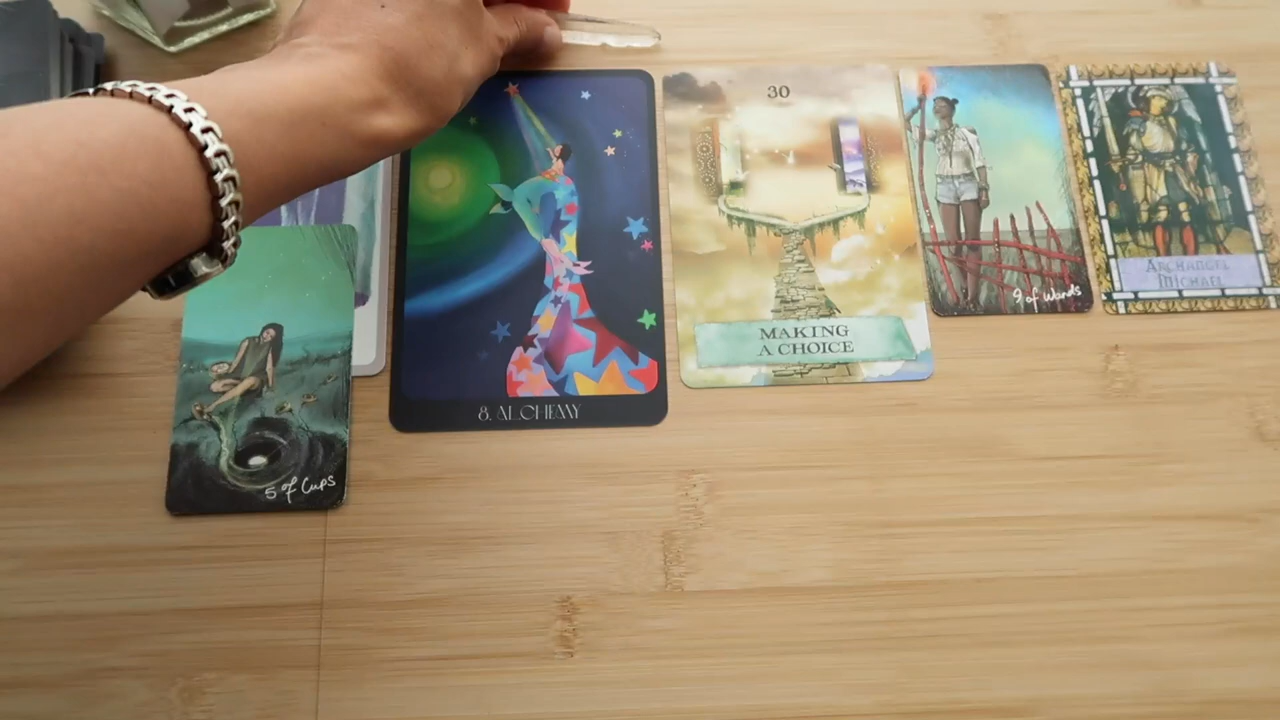 5 of Cups
8. ALCHEMY
30
MAKING
A CHOICE
9 of Wands
ARCHANGEL
MICHAEL